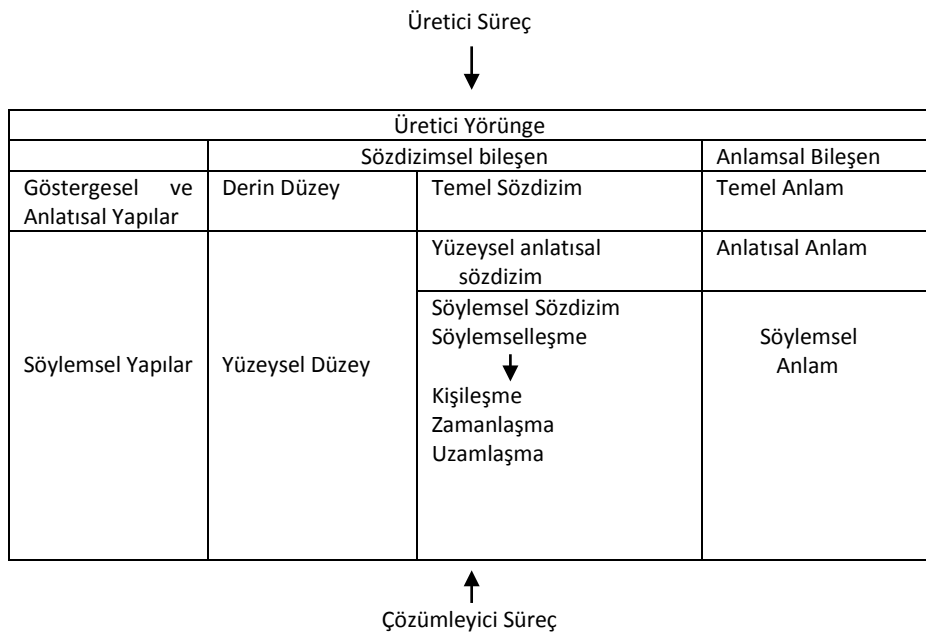 Üretici Süreç
Üretici Yörünge
Sözdizimsel bileşen
Anlamsal Bileşen
Göstergesel ve
Anlatısal Yapılar
Derin Düzey
Temel Sözdizim
Temel Anlam
Yüzeysel anlatısal
sözdizim
Anlatısal Anlam
Söylemsel Yapılar
Yüzeysel Düzey
Söylemsel Sözdizim
Söylemselleşme
Kişileşme
Zamanlaşma
Uzamlaşma
Söylemsel
Anlam
Çözümleyici Süreç